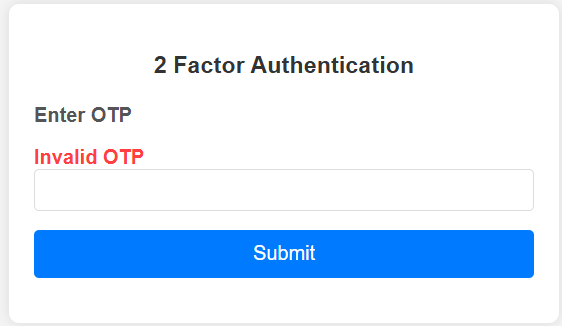 2 Factor Authentication
Enter OTP
Invalid OTP
Submit